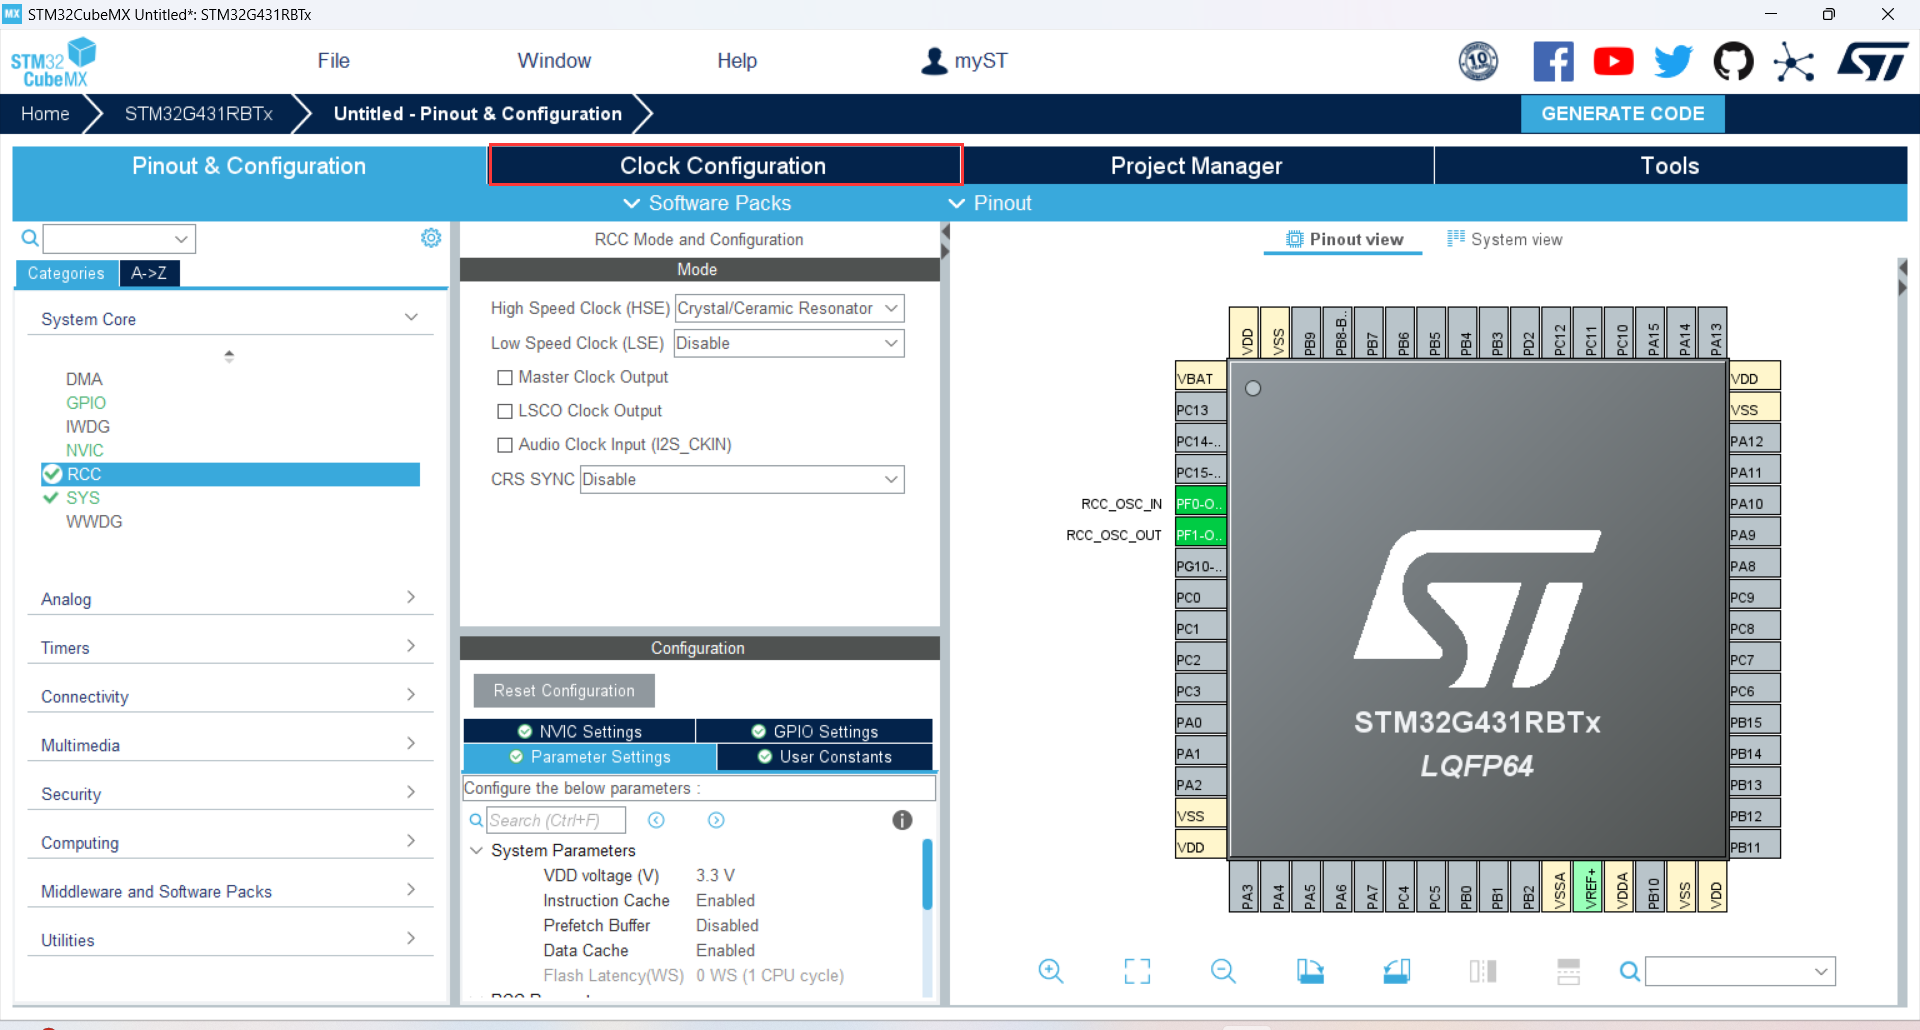 MX STM32CubeMX Untitled*: STM32G431RBTx
STM32
CubeMX
File
Window
Help
myST
10
Home
STM32G431RBTx
Untitled - Pinout & Configuration
GENERATE CODE
Pinout & Configuration
Clock Configuration
Project Manager
Tools
Software Packs
Pinout
Categories
A->Z
System Core
DMA
GPIO
IWDG
NVIC
RCC
SYS
WWDG
Analog
Timers
Connectivity
Multimedia
Security
Computing
Middleware and Software Packs
Utilities
RCC Mode and Configuration
Mode
High Speed Clock (HSE) Crystal/Ceramic Resonator
Low Speed Clock (LSE) Disable
Master Clock Output
LSCO Clock Output
Audio Clock Input (I2S_CKIN)
CRS SYNC Disable
Configuration
Reset Configuration
NVIC Settings
GPIO Settings
Parameter Settings
User Constants
Configure the below parameters :
Search (Ctrl+F)
System Parameters
VDD voltage (V) 3.3 V
Instruction Cache Enabled
Prefetch Buffer Disabled
Data Cache Enabled
Flash Latency(WS) 0 WS (1 CPU cycle)
Pinout view
System view
VDD
VSS
PB9
PB8-B..
PB7
PB6
PB5
PB4
PB3
PD2
PC12
PC11
PC10
PA15
PA14
PA13
VBAT
PC13
PC14-..
PC15-..
RCC_OSC_IN PF0-O..
RCC_OSC_OUT PF1-O..
PG10-..
PC0
PC1
PC2
PC3
PA0
PA1
PA2
VSS
VDD
STM32G431RBTx
LQFP64
VDD
VSS
PA12
PA11
PA10
PA9
PA8
PC9
PC8
PC7
PC6
PB15
PB14
PB13
PB12
PB11
PA3
PA4
PA5
PA6
PA7
PC4
PC5
PB0
PB1
PB2
VSSA
VREF+
VDDA
PB10
VSS
VDD